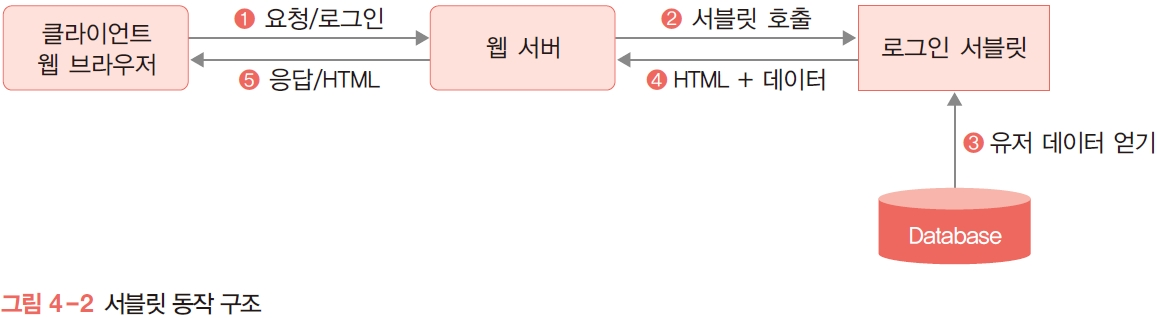 클라이언트
웹 브라우저
❶ 요청/로그인
❺ 응답/HTML
웹 서버
❷ 서블릿 호출
❹ HTML + 데이터
로그인 서블릿
❸ 유저 데이터 얻기
Database
그림 4-2 서블릿 동작 구조